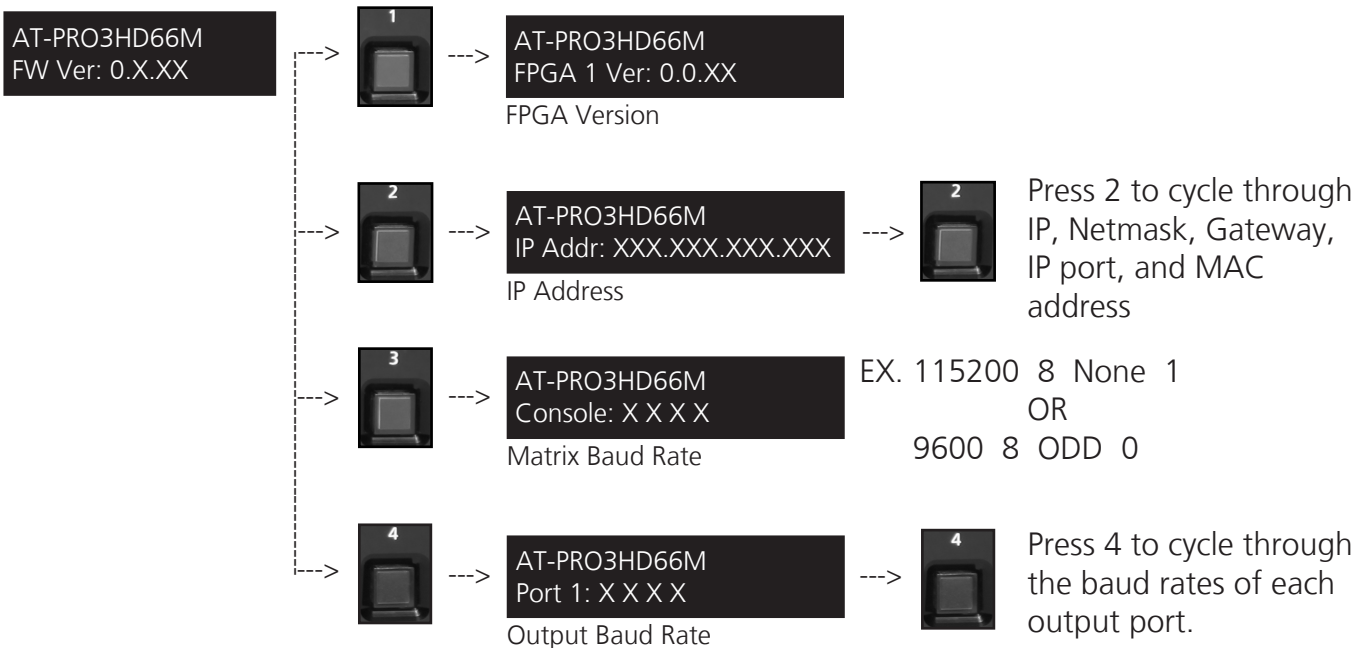 AT-PRO3HD66M
FW Ver: 0.X.XX
--->
1
--->
AT-PRO3HD66M
FPGA 1 Ver: 0.0.XX
FPGA Version
--->
2
--->
AT-PRO3HD66M
IP Addr: XXX.XXX.XXX.XXX
IP Address
--->
2
Press 2 to cycle through
IP, Netmask, Gateway,
IP port, and MAC
address
--->
3
--->
AT-PRO3HD66M
Console: X X X X
Matrix Baud Rate
EX. 115200 8 None 1
OR
9600 8 ODD 0
--->
4
--->
AT-PRO3HD66M
Port 1: X X X X
Output Baud Rate
--->
4
Press 4 to cycle through
the baud rates of each
output port.